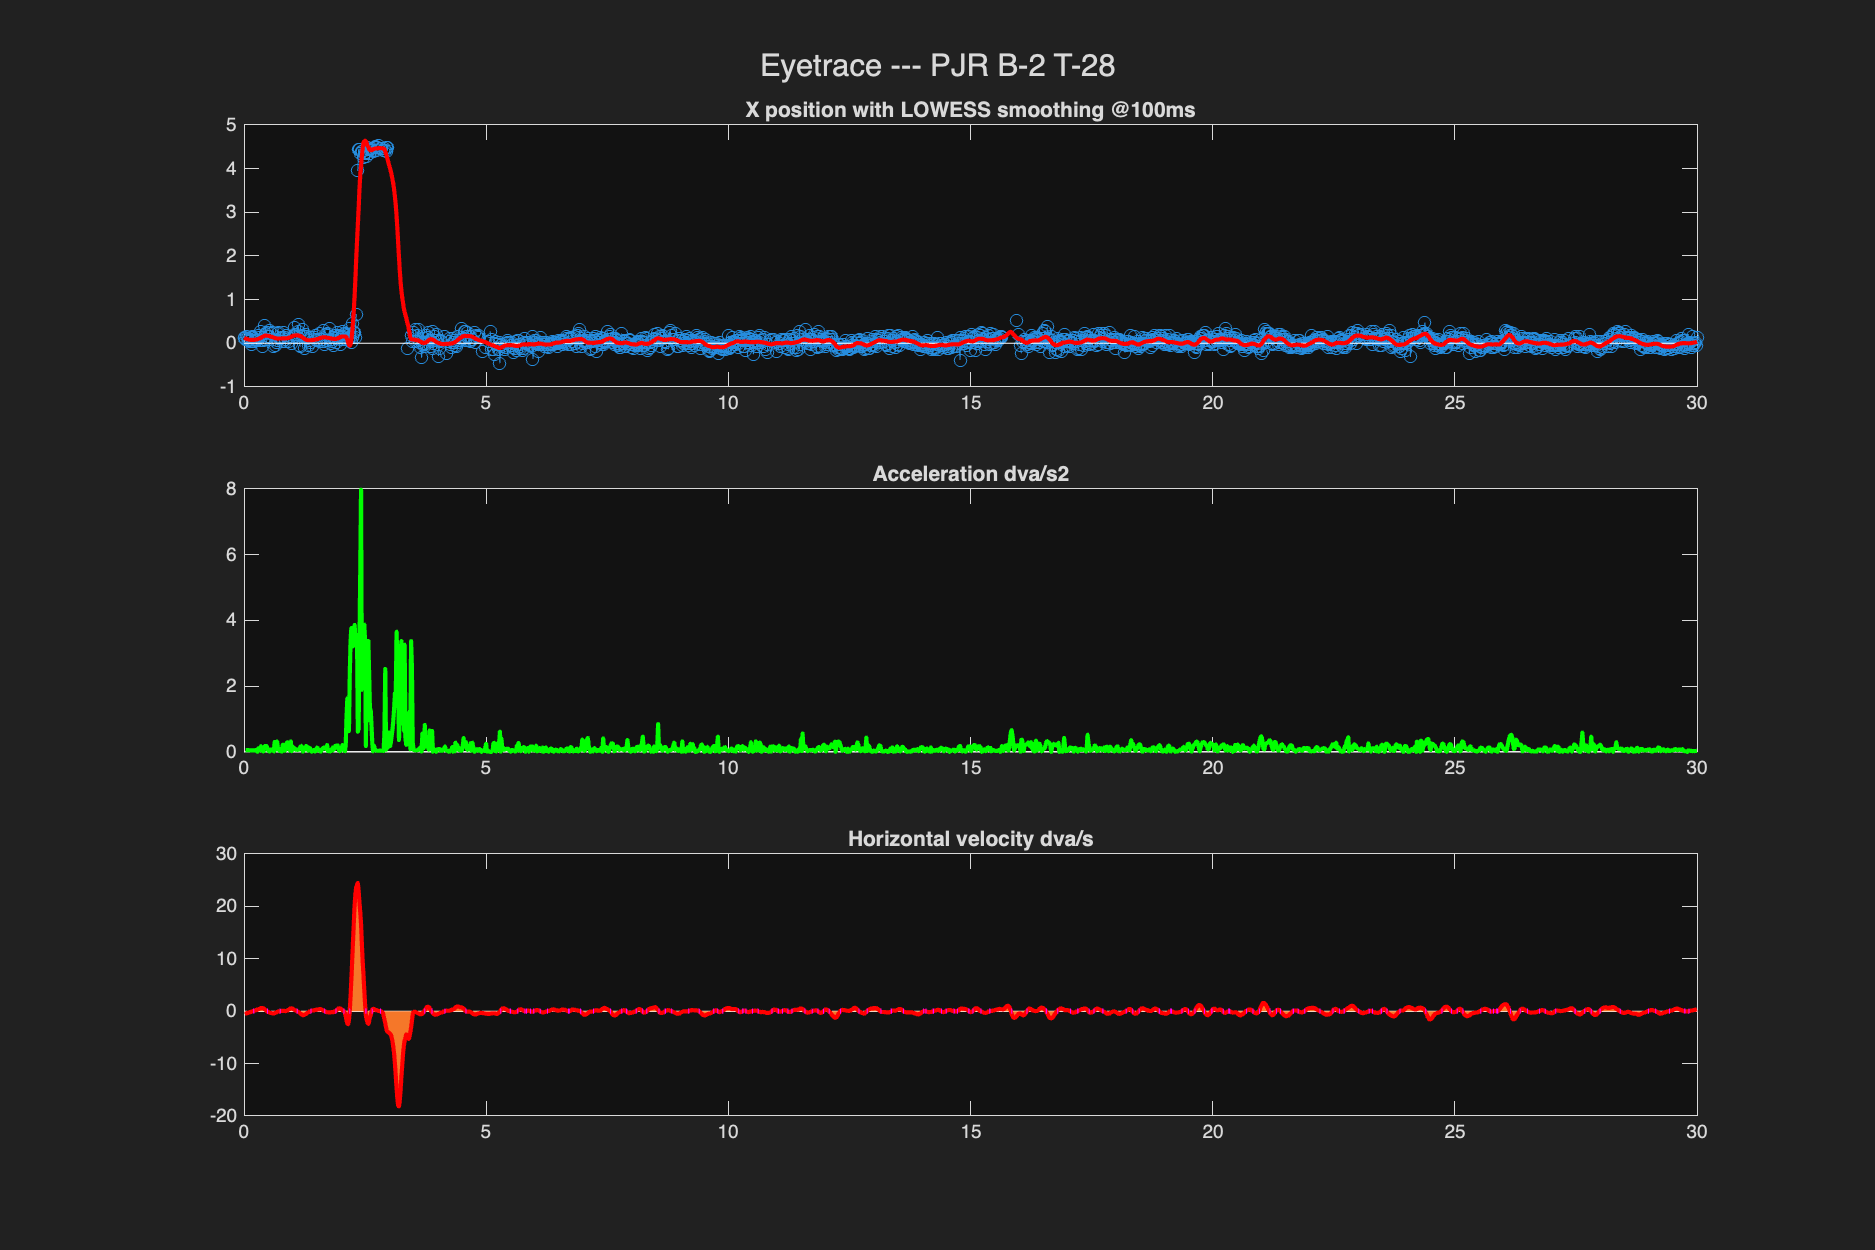 Eyetrace --- PJR B-2 T-28
X position with LOWESS smoothing @100ms
5
4
3
2
1
0
-1
0 5 10 15 20 25 30
Acceleration dva/s2
8
6
4
2
0
0 5 10 15 20 25 30
Horizontal velocity dva/s
30
20
10
0
-10
-20
0 5 10 15 20 25 30